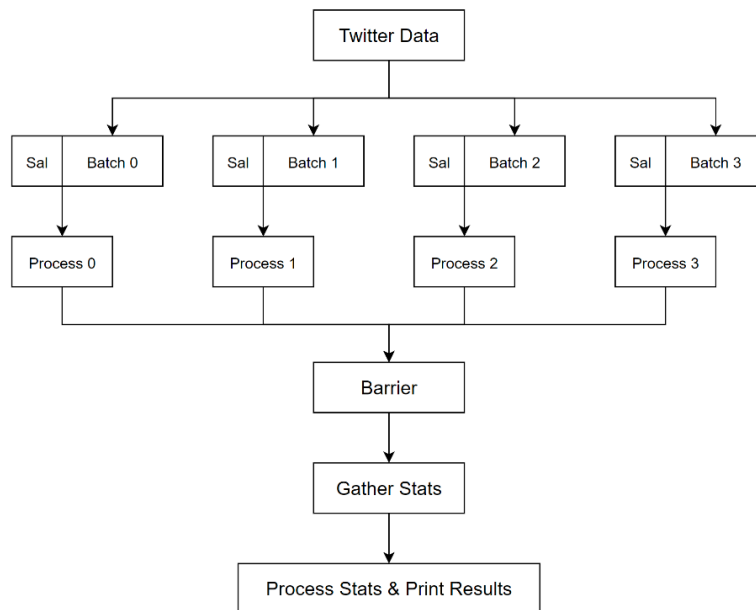 Twitter Data
Sal Batch 0 Sal Batch 1 Sal Batch 2 Sal Batch 3
Process 0 Process 1 Process 2 Process 3
Barrier
Gather Stats
Process Stats & Print Results